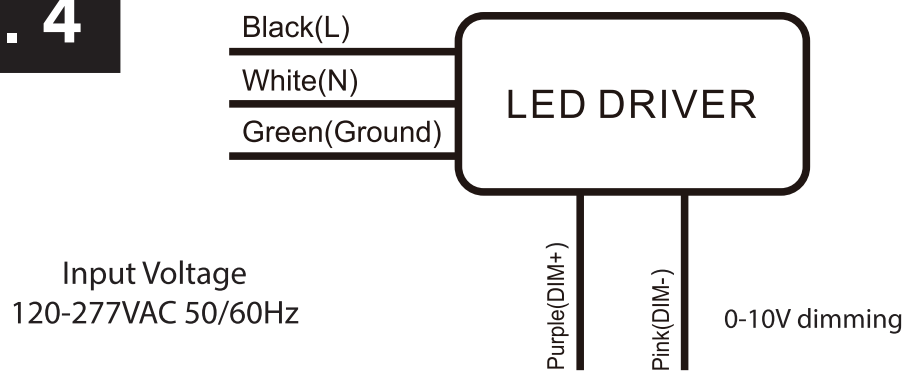 . 4
Black(L)
White(N)
Green(Ground)
LED DRIVER
Input Voltage
120-277VAC 50/60Hz
Purple(DIM+)
Pink(DIM-)
0-10V dimming